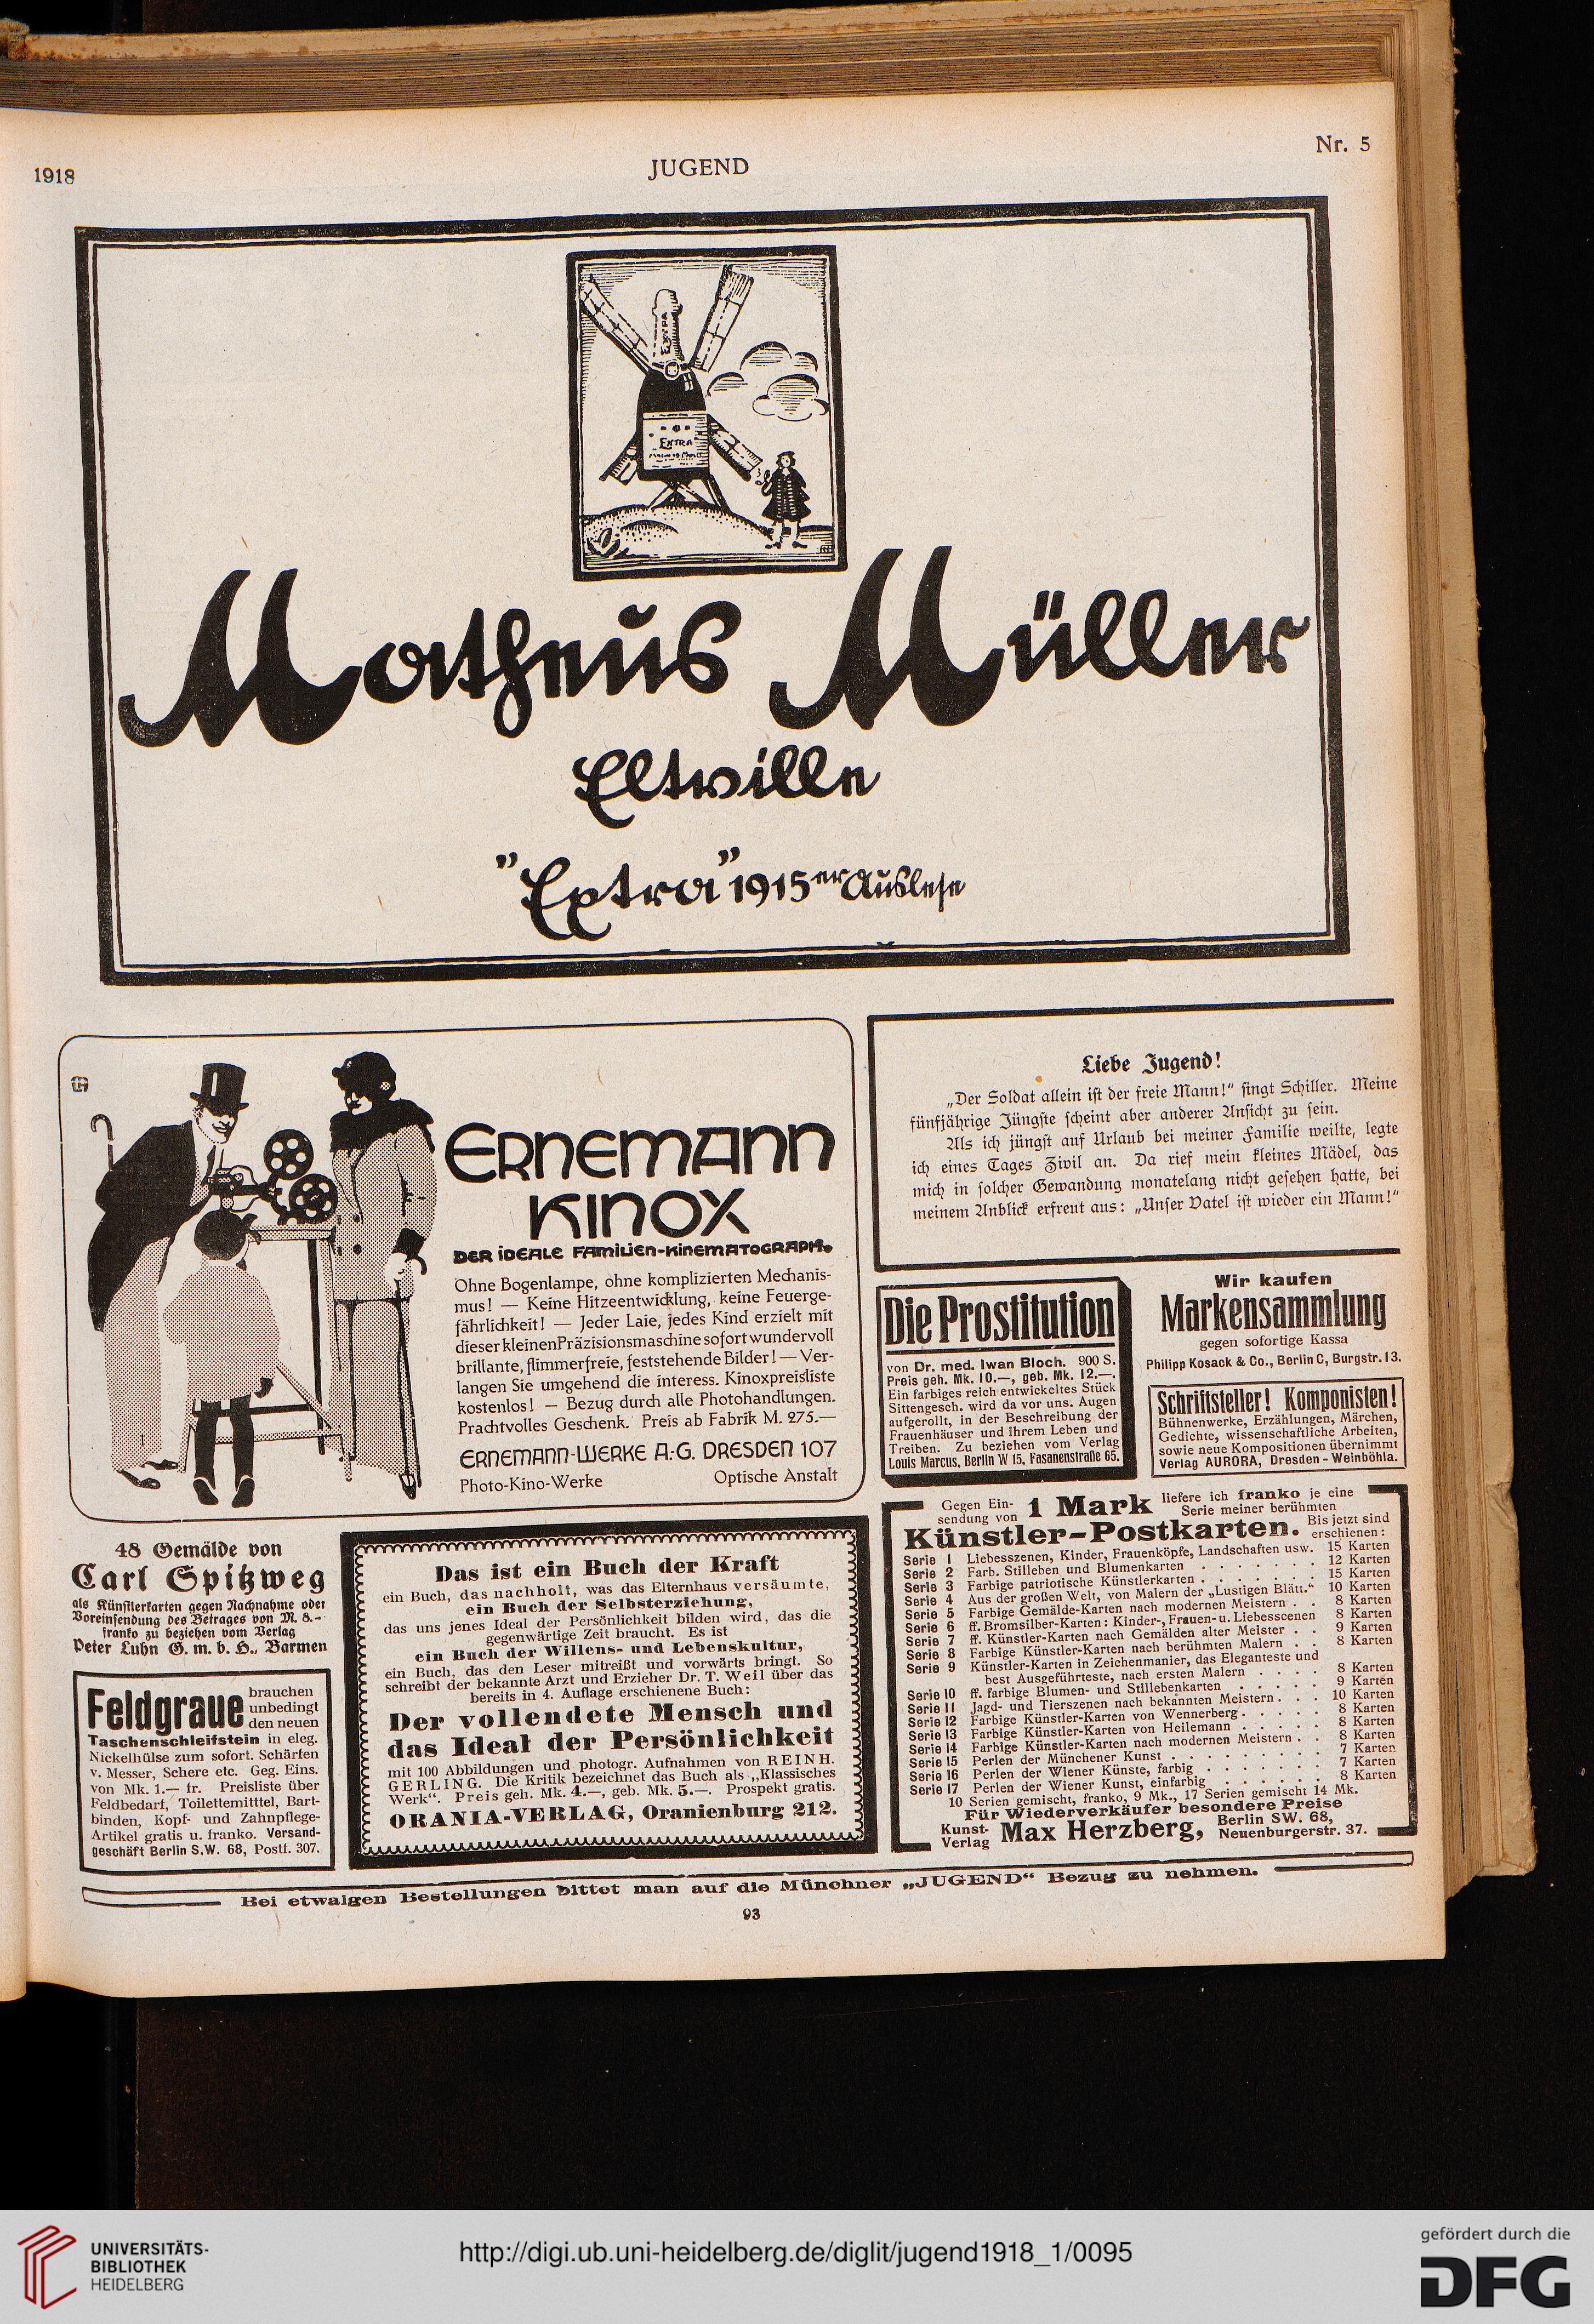 1918
JUGEND
Nr. 5
EXTRA
EXTRA
Matheus Müller
Eltville
"Extra" 1915er Auslese
ERNEMANN
KINOX
DER IDEALE FAMILIEN-KINEMATOGRAPH.
Ohne Bogenlampe, ohne komplizierten Mechanis-
mus! — Keine Hitzeentwicklung, keine Feuerge-
fährlichkeit! — Jeder Laie, jedes Kind erzielt mit
dieser kleinen Präzisionsmaschine sofort wundervoll
brillante, flimmerfreie, feststehende Bilder! — Ver-
langen Sie umgehend die interess. Kinoxpreisliste
kostenlos! — Bezug durch alle Photohandlungen.
Prachtvolles Geschenk. Preis ab Fabrik M. 275.—
ERNEMANN-WERKE A.-G. DRESDEN 107
Photo-Kino-Werke Optische Anstalt
Liebe Jugend!
„Der Soldat allein ist der freie Mann!“ singt Schiller. Meine
fünfjährige Jüngste scheint aber anderer Ansicht zu sein.
Als ich jüngst auf Urlaub bei meiner Familie weilte, legte
ich eines Tages Zivil an. Da rief mein kleines Mädel, das
mich in solcher Gewandung monatelang nicht gesehen hatte, bei
meinem Anblick erfreut aus: „Unser Vatel ist wieder ein Mann!“
Die Prostitution
von Dr. med. Iwan Bloch. 900 S.
Preis geh. Mk. 10.—, geb. Mk. 12.—.
Ein farbiges reich entwickeltes Stück
Sittengesch. wird da vor uns. Augen
aufgerollt, in der Beschreibung der
Frauenhäuser und ihrem Leben und
Treiben. Zu beziehen vom Verlag
Louis Marcus, Berlin W 15, Fasanenstraße 65.
Wir kaufen
Markensammlung
gegen sofortige Kassa
Philipp Kosack & Co., Berlin C, Burgstr. 13.
Schriftsteller! Komponisten!
Bühnenwerke, Erzählungen, Märchen,
Gedichte, wissenschaftliche Arbeiten,
sowie neue Kompositionen übernimmt
Verlag AURORA, Dresden-Weinböhla.
48 Gemälde von
Carl Spitzweg
als Künstlerkarten gegen Nachnahme oder
Voreinsendung des Betrages von M. 8.-
franko zu beziehen vom Verlag
Peter Luhn G. m. b. H., Barmen
Feldgraue brauchen
unbedingt
den neuen
Taschenschleifstein in eleg.
Nickelhülse zum sofort. Schärfen
v. Messer, Schere etc. Geg. Eins.
von Mk. 1.— fr. Preisliste über
Feldbedarf, Toilettemitttel, Bart-
binden, Kopf- und Zahnpflege-
Artikel gratis u. franko. Versand-
geschäft Berlin S.W. 68, Postf. 307.
Das ist ein Buch der Kraft
ein Buch, das nachholt, was das Elternhaus versäumte,
ein Buch der Selbsterziehung,
das uns jenes Ideal der Persönlichkeit bilden wird, das die
gegenwärtige Zeit braucht. Es ist
ein Buch der Willens- und Lebenskultur,
ein Buch, das den Leser mitreißt und vorwärts bringt. So
schreibt der bekannte Arzt und Erzieher Dr. T. Weil über das
bereits in 4. Auflage erschienene Buch:
Der vollendete Mensch und
das Ideal der Persönlichkeit
mit 100 Abbildungen und photogr. Aufnahmen von REINH.
GERLING. Die Kritik bezeichnet das Buch als „Klassisches
Werk“. Preis geh. Mk. 4.—, geb. Mk. 5.—. Prospekt gratis.
ORANIA-VERLAG, Oranienburg 212.
Gegen Ein-
sendung von 1 Mark liefere ich franko je eine
Serie meiner berühmten
Künstler-Postkarten. Bis jetzt sind
erschienen:
Serie 1 Liebesszenen, Kinder, Frauenköpfe, Landschaften usw. 15 Karten
Serie 2 Farb. Stilleben und Blumenkarten 12 Karten
Serie 3 Farbige patriotische Künstlerkarten 15 Karten
Serie 4 Aus der großen Welt, von Malern der „Lustigen Blätt.“ 10 Karten
Serie 5 Farbige Gemälde-Karten nach modernen Meistern 8 Karten
Serie 6 ff. Bromsilber-Karten: Kinder-, Frauen- u. Liebesscenen 8 Karten
Serie 7 ff. Künstler-Karten nach Gemälden alter Meister 9 Karten
Serie 8 Farbige Künstler-Karten nach berühmten Malern 8 Karten
Serie 9 Künstler-Karten in Zeichenmanier, das Eleganteste und
best Ausgeführteste, nach ersten Malern 8 Karten
Serie 10 ff. farbige Blumen- und Stillebenkarten 9 Karten
Serie 11 Jagd- und Tierszenen nach bekannten Meistern 10 Karten
Serie 12 Farbige Künstler-Karten von Wennerberg 8 Karten
Serie 13 Farbige Künstler-Karten von Heilemann 8 Karten
Serie 14 Farbige Künstler-Karten nach modernen Meistern 8 Karten
Serie 15 Perlen der Münchener Kunst 7 Karten
Serie 16 Perlen der Wiener Künste, farbig 7 Karten
Serie 17 Perlen der Wiener Kunst, einfarbig 8 Karten
10 Serien gemischt, franko, 9 Mk., 17 Serien gemischt 14 Mk.
Für Wiederverkäufer besondere Preise
Kunst-
Verlag Max Herzberg, Berlin SW. 68,
Neuenburgerstr. 37.
Bei etwaigen Bestellungen bittet man auf die Münchner „JUGEND“ Bezug zu nehmen.
93
UNIVERSITÄTS-
BIBLIOTHEK
HEIDELBERG
http://digi.ub.uni-heidelberg.de/diglit/jugend1918_1/0095
gefördert durch die
DFG